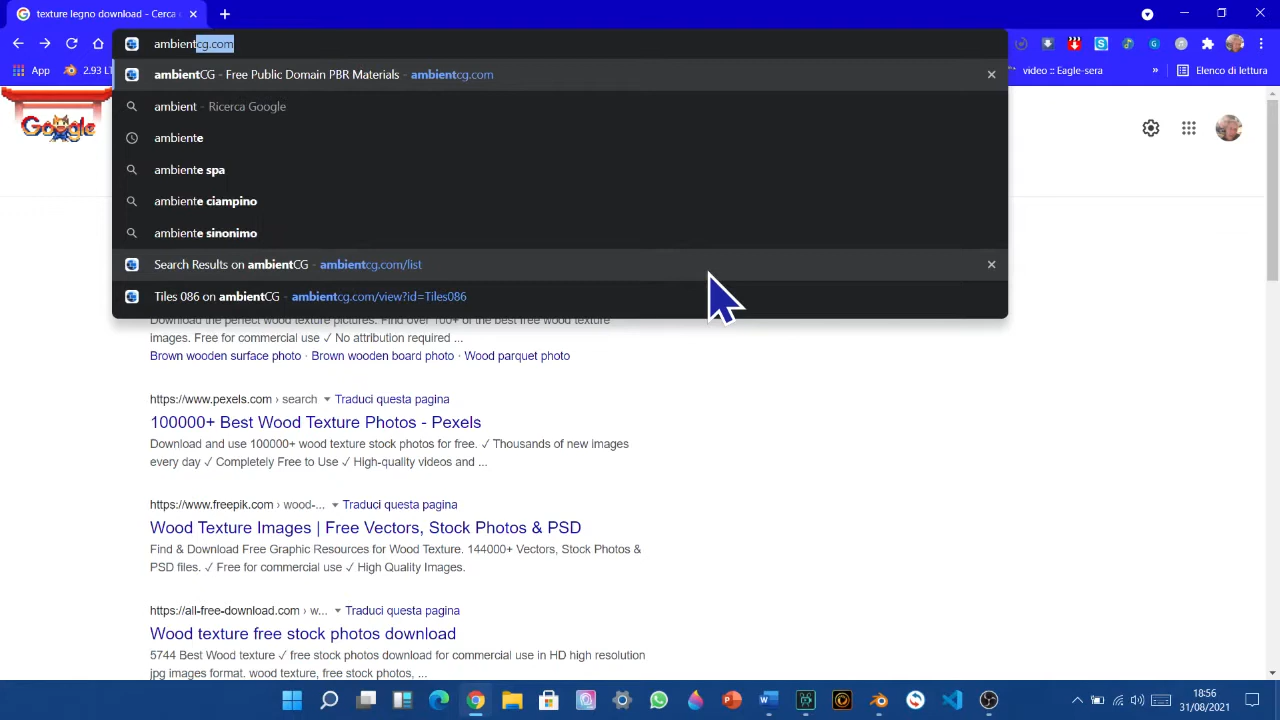 texture legno download - Cerca c
ambientcg.com
ambientCG - Free Public Domain PBR Materials - ambientcg.com
ambient - Ricerca Google
ambiente
ambiente spa
ambiente ciampino
ambiente sinonimo
Search Results on ambientCG - ambientcg.com/list
Tiles 086 on ambientCG - ambientcg.com/view?id=Tiles086
App
2.93 LT
video :: Eagle-sera
»
Elenco di lettura
Google
Download the perfect wood texture pictures. Find over 100+ of the best free wood texture
images. Free for commercial use ✓ No attribution required ...
Brown wooden surface photo · Brown wooden board photo · Wood parquet photo
https://www.pexels.com › search Traduci questa pagina
100000+ Best Wood Texture Photos - Pexels
Download and use 100000+ wood texture stock photos for free. ✓ Thousands of new images
every day ✓ Completely Free to Use ✓ High-quality videos and ...
https://www.freepik.com › wood-... Traduci questa pagina
Wood Texture Images | Free Vectors, Stock Photos & PSD
Find & Download Free Graphic Resources for Wood Texture. 144000+ Vectors, Stock Photos &
PSD files. ✓ Free for commercial use ✓ High Quality Images.
https://all-free-download.com › w... Traduci questa pagina
Wood texture free stock photos download
5744 Best Wood Texture ✓ free stock photos download for commercial use in HD high resolution
jpg images format. wood texture, free stock photos, ...
18:56
31/08/2021